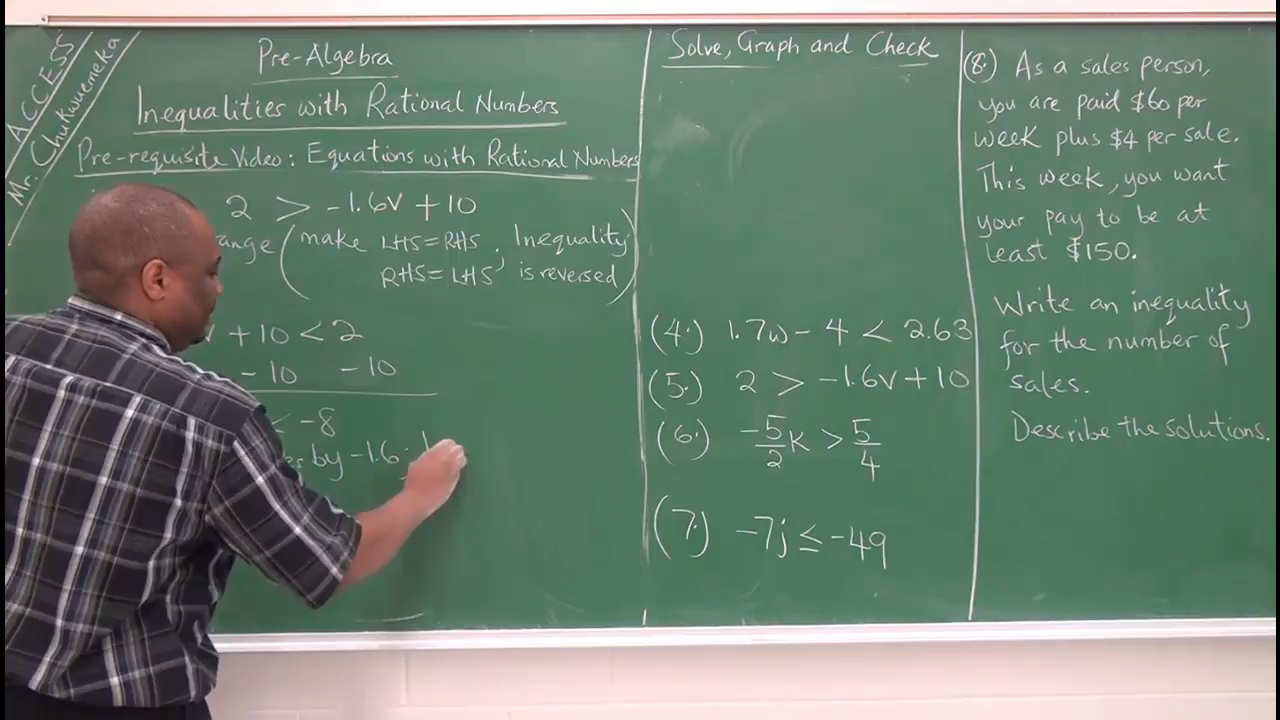 ACCESS
Mr. Chukwuemeka
Pre-Algebra
Inequalities with Rational Numbers
Pre-requisite Video: Equations with Rational Numbers
2 > -1.6v + 10
ange (make LHS = RHS ; Inequality
RHS = LHS is reversed)
+ 10 < 2
- 10 - 10
< -8
by -1.6.
Solve, Graph and Check
(4.) 1.7w - 4 < 2.63
(5.) 2 > -1.6v + 10
(6.) -5/2 k > 5/4
(7.) -7j ≤ -49
(8.) As a sales person,
you are paid $60 per
week plus $4 per sale.
This week, you want
your pay to be at
least $150.
Write an inequality
for the number of
sales.
Describe the solutions.